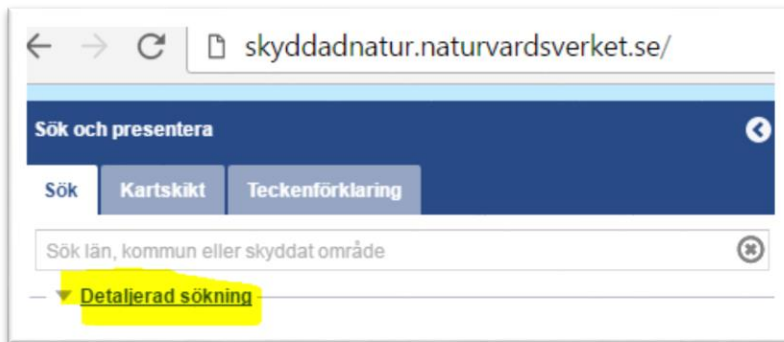 skyddadnatur.naturvardsverket.se/
Sök och presentera
Sök Kartskikt Teckenförklaring
Sök län, kommun eller skyddat område
Detaljerad sökning